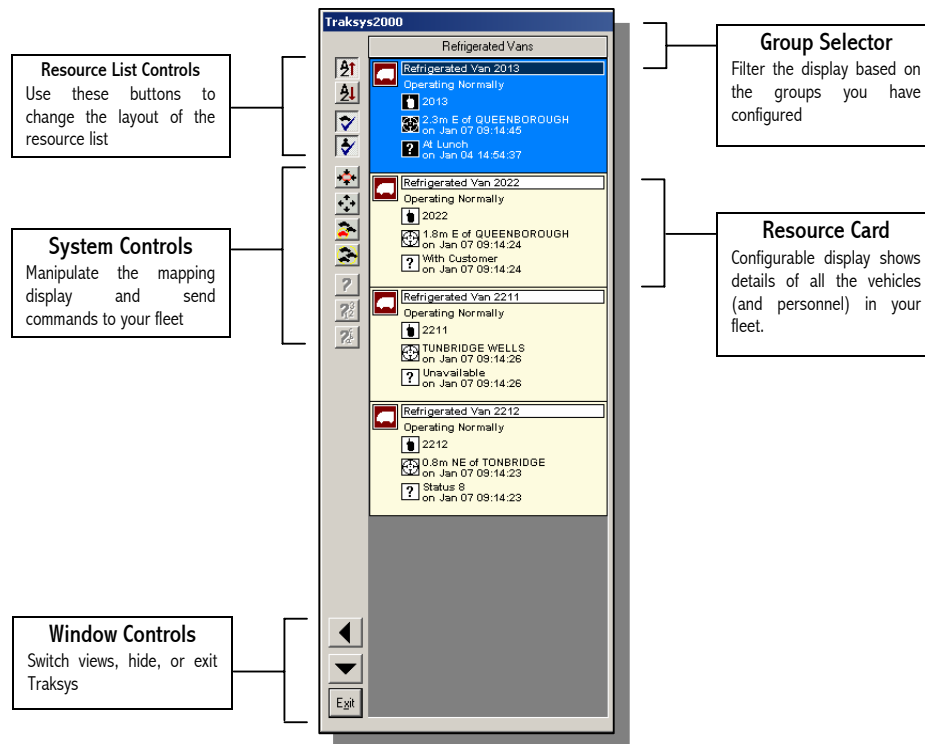 Traksys2000
Refrigerated Vans
Resource List Controls
Use these buttons to
change the layout of the
resource list
System Controls
Manipulate the mapping
display and send
commands to your fleet
Window Controls
Switch views, hide, or exit
Traksys
Refrigerated Van 2013
Operating Normally
2013
2.3m E of QUEENBOROUGH
on Jan 07 09:14:45
? At Lunch
on Jan 04 14:54:37
Refrigerated Van 2022
Operating Normally
2022
1.8m E of QUEENBOROUGH
on Jan 07 09:14:24
? With Customer
on Jan 07 09:14:24
Refrigerated Van 2211
Operating Normally
2211
TUNBRIDGE WELLS
on Jan 07 09:14:26
? Unavailable
on Jan 07 09:14:26
Refrigerated Van 2212
Operating Normally
2212
0.8m NE of TONBRIDGE
on Jan 07 09:14:23
? Status 8
on Jan 07 09:14:23
Exit
Group Selector
Filter the display based on
the groups you have
configured
Resource Card
Configurable display shows
details of all the vehicles
(and personnel) in your
fleet.